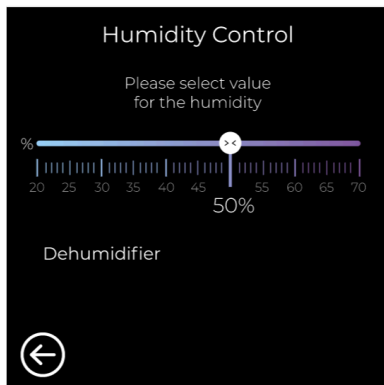 Humidity Control
Please select value
for the humidity
%
20 25 30 35 40 45 55 60 65 70
50%
Dehumidifier